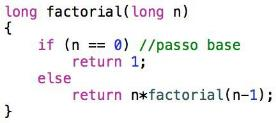 long factorial(long n)
{
    if (n == 0) //passo base
        return 1;
    else
        return n*factorial(n-1);
}